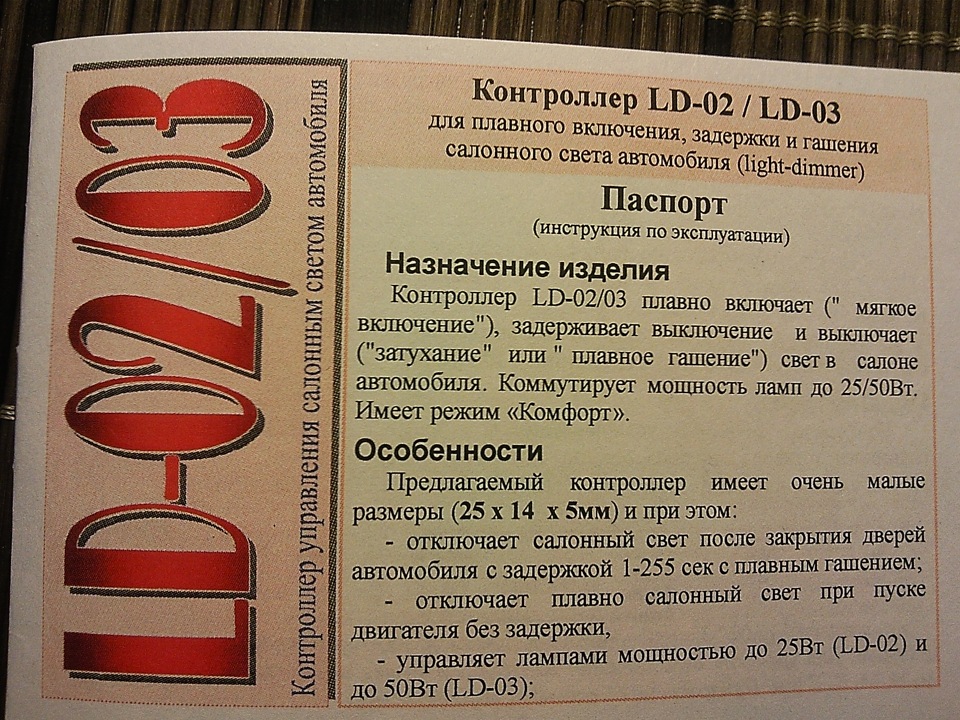 LD-02/03
Контроллер управления салонным светом автомобиля
Контроллер LD-02 / LD-03
для плавного включения, задержки и гашения
салонного света автомобиля (light-dimmer)
Паспорт
(инструкция по эксплуатации)
Назначение изделия
Контроллер LD-02/03 плавно включает (" мягкое
включение"), задерживает выключение и выключает
("затухание" или " плавное гашение") свет в салоне
автомобиля. Коммутирует мощность ламп до 25/50Вт.
Имеет режим «Комфорт».
Особенности
Предлагаемый контроллер имеет очень малые
размеры (25 х 14 х 5мм) и при этом:
- отключает салонный свет после закрытия дверей
автомобиля с задержкой 1-255 сек с плавным гашением;
- отключает плавно салонный свет при пуске
двигателя без задержки,
- управляет лампами мощностью до 25Вт (LD-02) и
до 50Вт (LD-03);